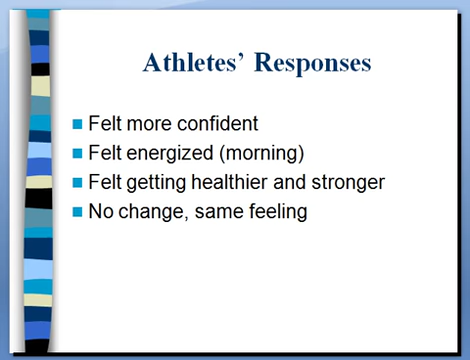 Athletes’ Responses
Felt more confident
Felt energized (morning)
Felt getting healthier and stronger
No change, same feeling